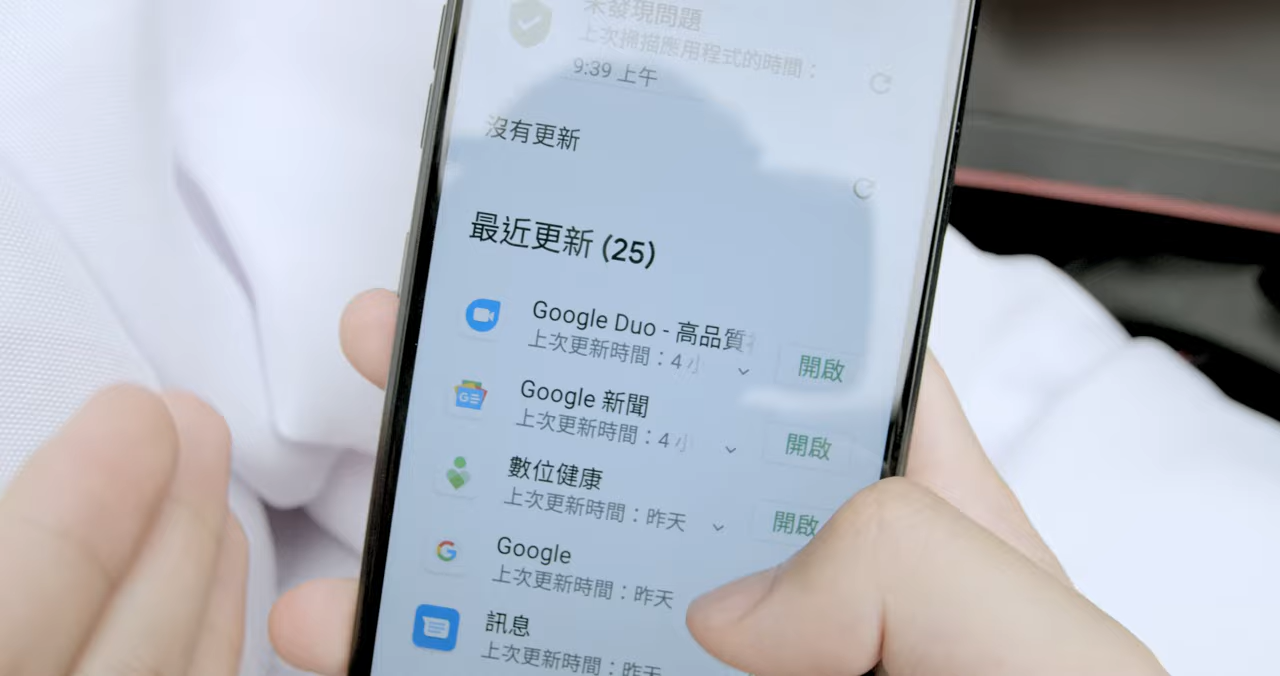 未發現問題
上次掃描應用程式的時間：
9:39 上午
沒有更新
最近更新 (25)
Google Duo - 高品質
上次更新時間：4 小
開啟
Google 新聞
上次更新時間：4 小
開啟
數位健康
上次更新時間：昨天
開啟
Google
上次更新時間：昨天
訊息
上次更新時間：昨天